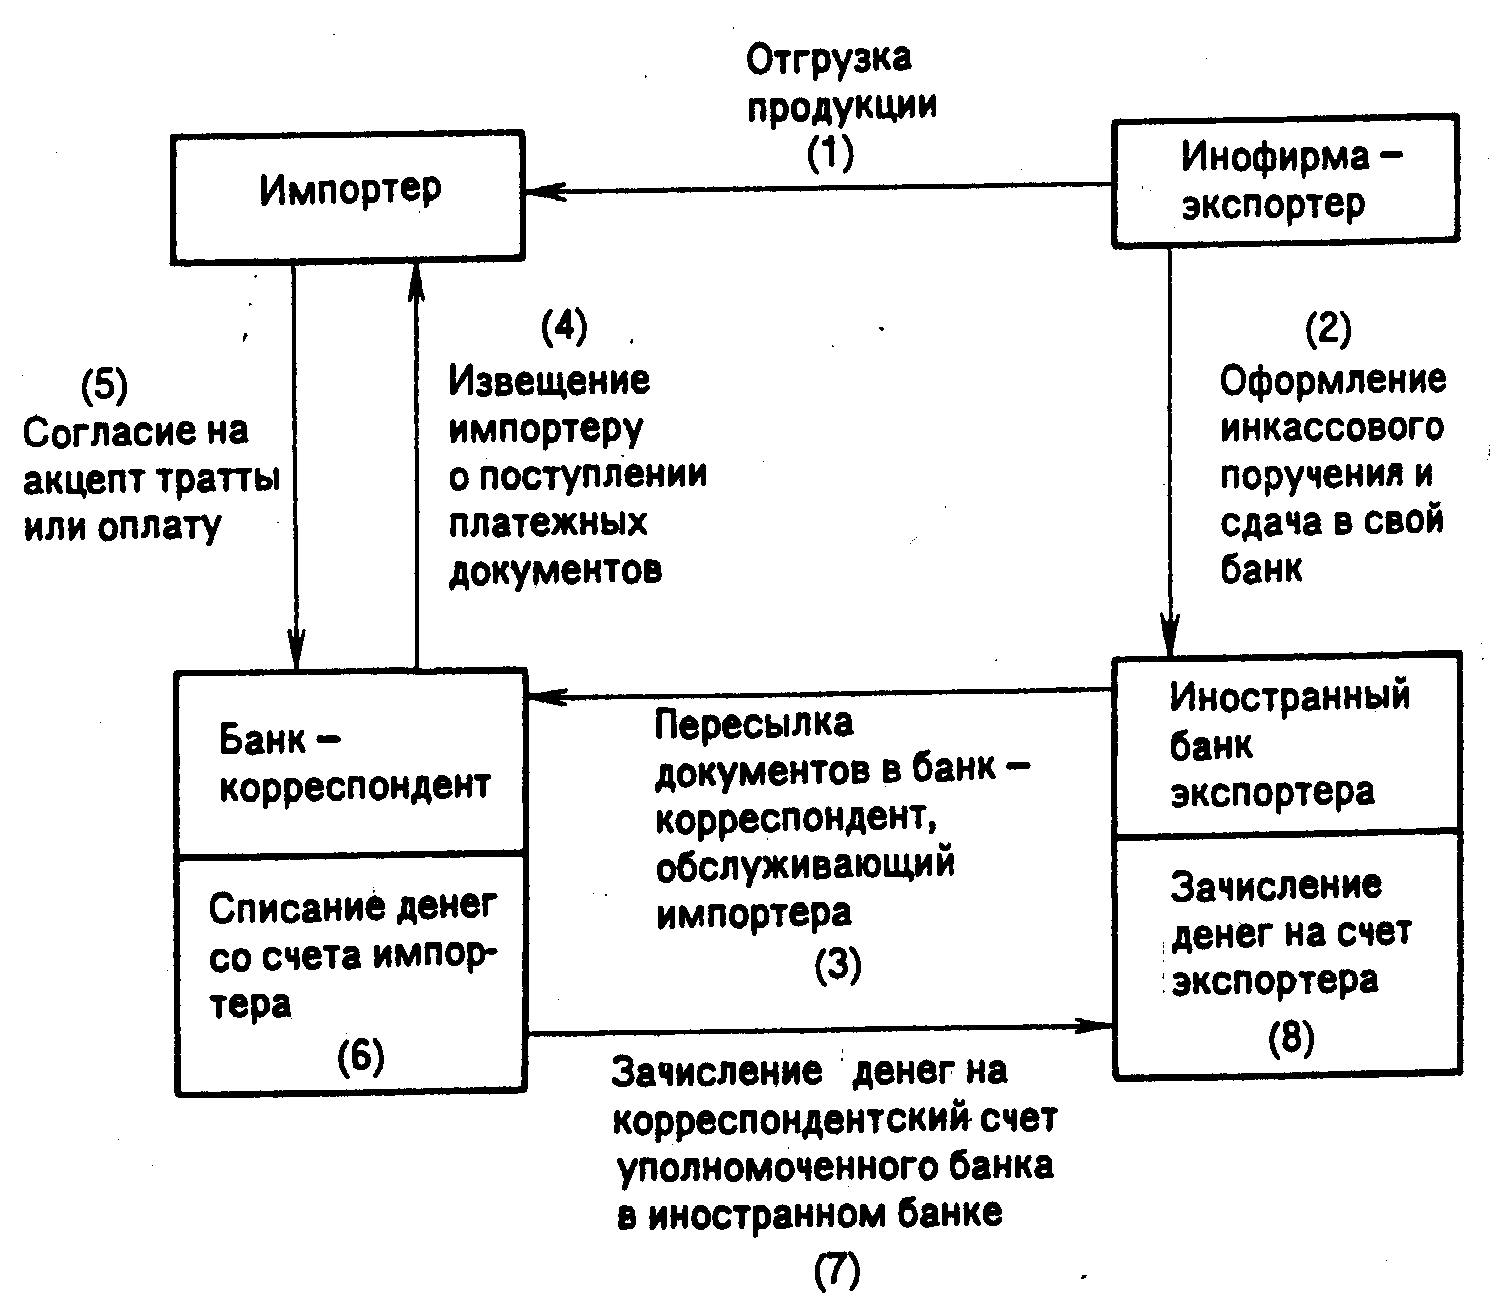 Отгрузка
продукции
(1)
Импортер
Инофирма –
экспортер
(5)
Согласие на
акцепт тратты
или оплату
(4)
Извещение
импортеру
о поступлении
платежных
документов
(2)
Оформление
инкассового
поручения и
сдача в свой
банк
Банк –
корреспондент
Пересылка
документов в банк –
корреспондент,
обслуживающий
импортера
(3)
Иностранный
банк
экспортера
Списание денег
со счета импор-
тера
(6)
Зачисление
денег на счет
экспортера
(8)
Зачисление денег на
корреспондентский счет
уполномоченного банка
в иностранном банке
(7)